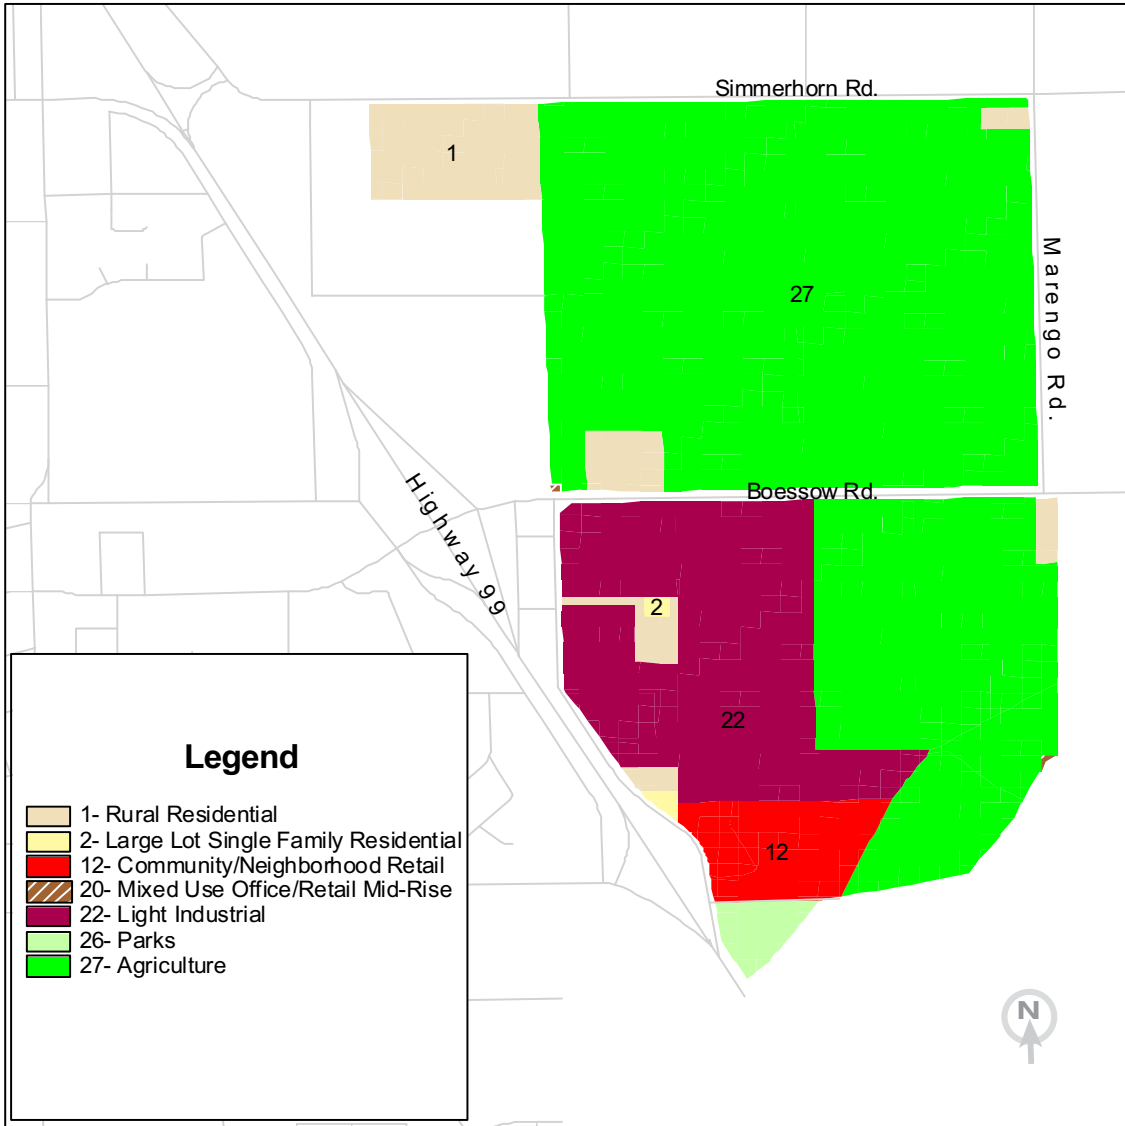 Simmerhorn Rd.
1
27
Marengo Rd.
Boessow Rd.
Highway 99
2
22
12
Legend
1- Rural Residential
2- Large Lot Single Family Residential
12- Community/Neighborhood Retail
20- Mixed Use Office/Retail Mid-Rise
22- Light Industrial
26- Parks
27- Agriculture
N